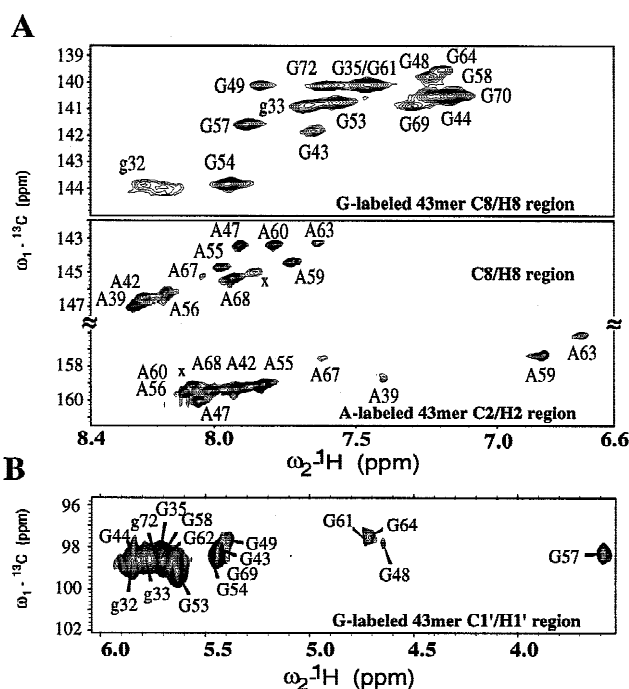 A
139
140
141
142
143
144
G49
G72
G35/G61
G48
G64
G58
G70
g33
G57
G53
G69
G44
G43
g32
G54
G-labeled 43mer C8/H8 region
ω₁ - ¹³C (ppm)
143
145
147
158
160
A47
A60
A63
A55
A67
A42
A39
A56
A68
x
A59
C8/H8 region
≈
≈
A60
x
A68
A42
A55
A56
A47
A67
A39
A59
A63
A-labeled 43mer C2/H2 region
8.4
8.0
7.5
7.0
6.6
ω₂-¹H (ppm)
B
96
98
100
102
ω₁ - ¹³C (ppm)
G44
g72
G35
G58
G62
G49
G43
G69
G54
G53
g33
g32
G61
G64
G48
G57
G-labeled 43mer C1'/H1' region
6.0
5.5
5.0
4.5
4.0
ω₂-¹H (ppm)